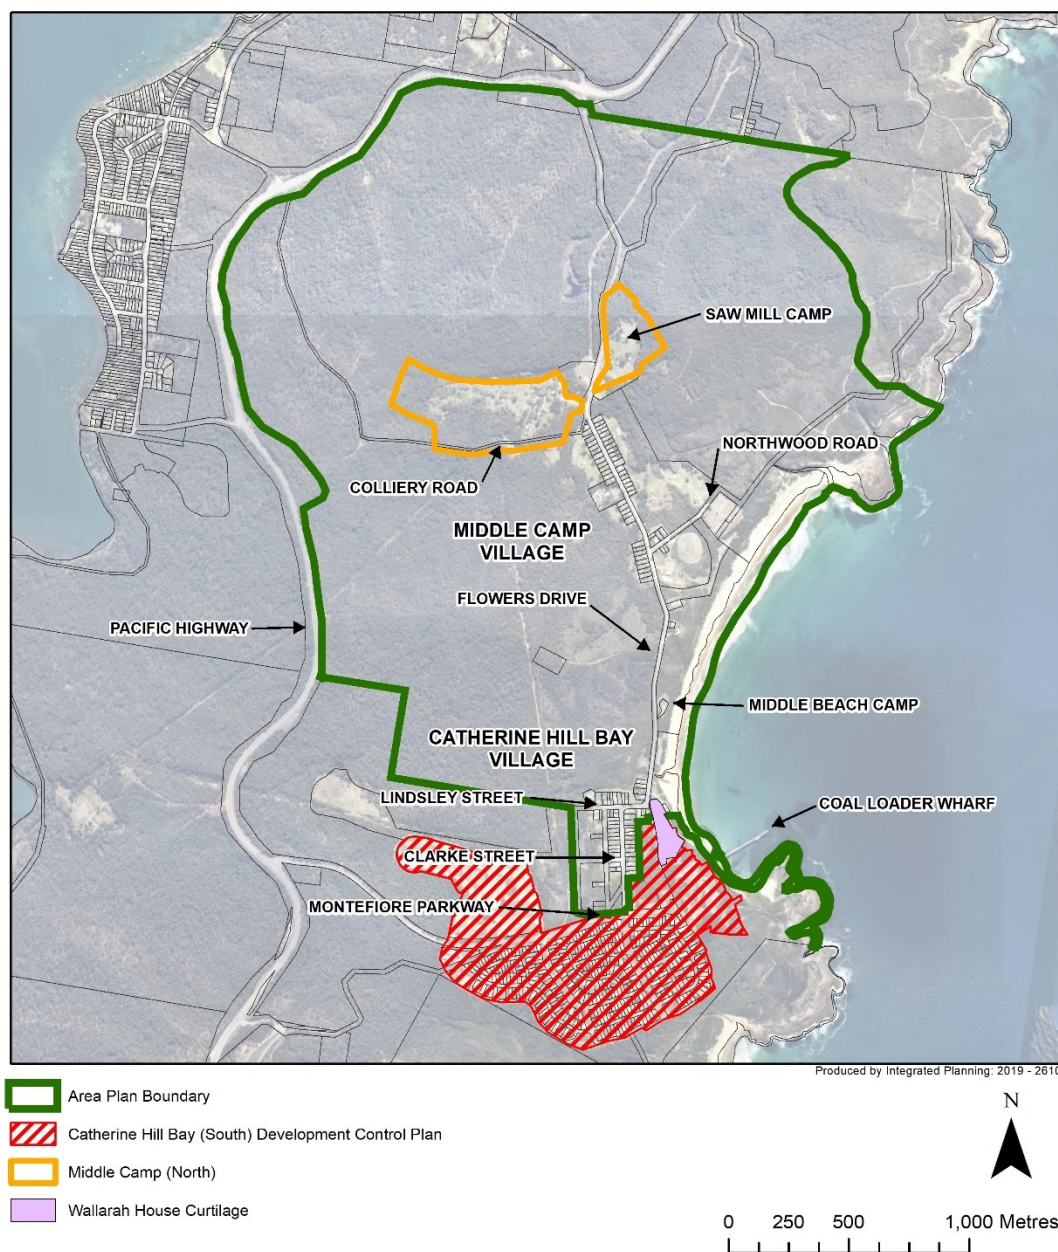 SAW MILL CAMP
NORTHWOOD ROAD
COLLIERY ROAD
MIDDLE CAMP
VILLAGE
FLOWERS DRIVE
PACIFIC HIGHWAY
MIDDLE BEACH CAMP
CATHERINE HILL BAY
VILLAGE
LINDSLEY STREET
COAL LOADER WHARF
CLARKE STREET
MONTEFIORE PARKWAY
Produced by Integrated Planning: 2019 - 2610
Area Plan Boundary
Catherine Hill Bay (South) Development Control Plan
Middle Camp (North)
Wallarah House Curtilage
N
0 250 500 1,000 Metres